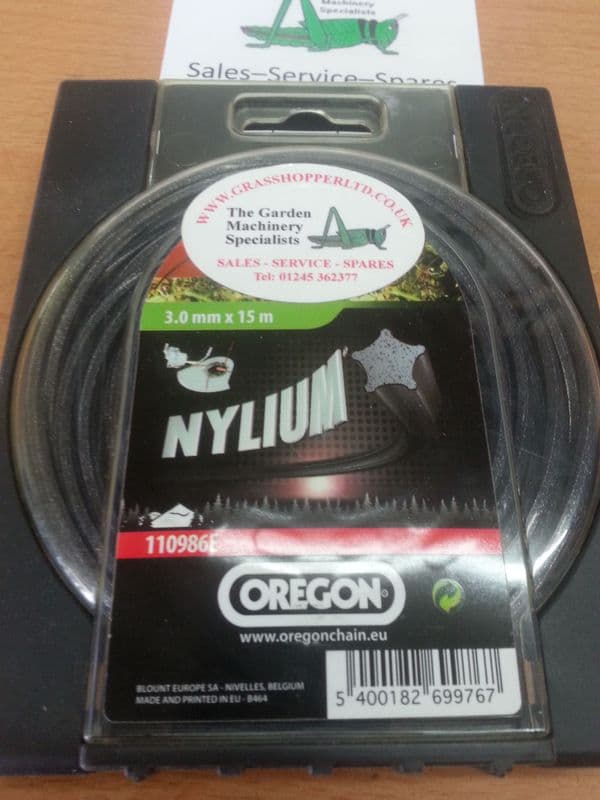 Machinery
Specialists
Sales–Service–Spares
OREGON
WWW.GRASSHOPPERLTD.CO.UK
The Garden
Machinery
Specialists
SALES - SERVICE - SPARES
Tel: 01245 362377
3.0 mm x 15 m
NYLIUM
110986E
OREGON®
www.oregonchain.eu
BLOUNT EUROPE SA - NIVELLES, BELGIUM
MADE AND PRINTED IN EU - B464
5 400182 699767